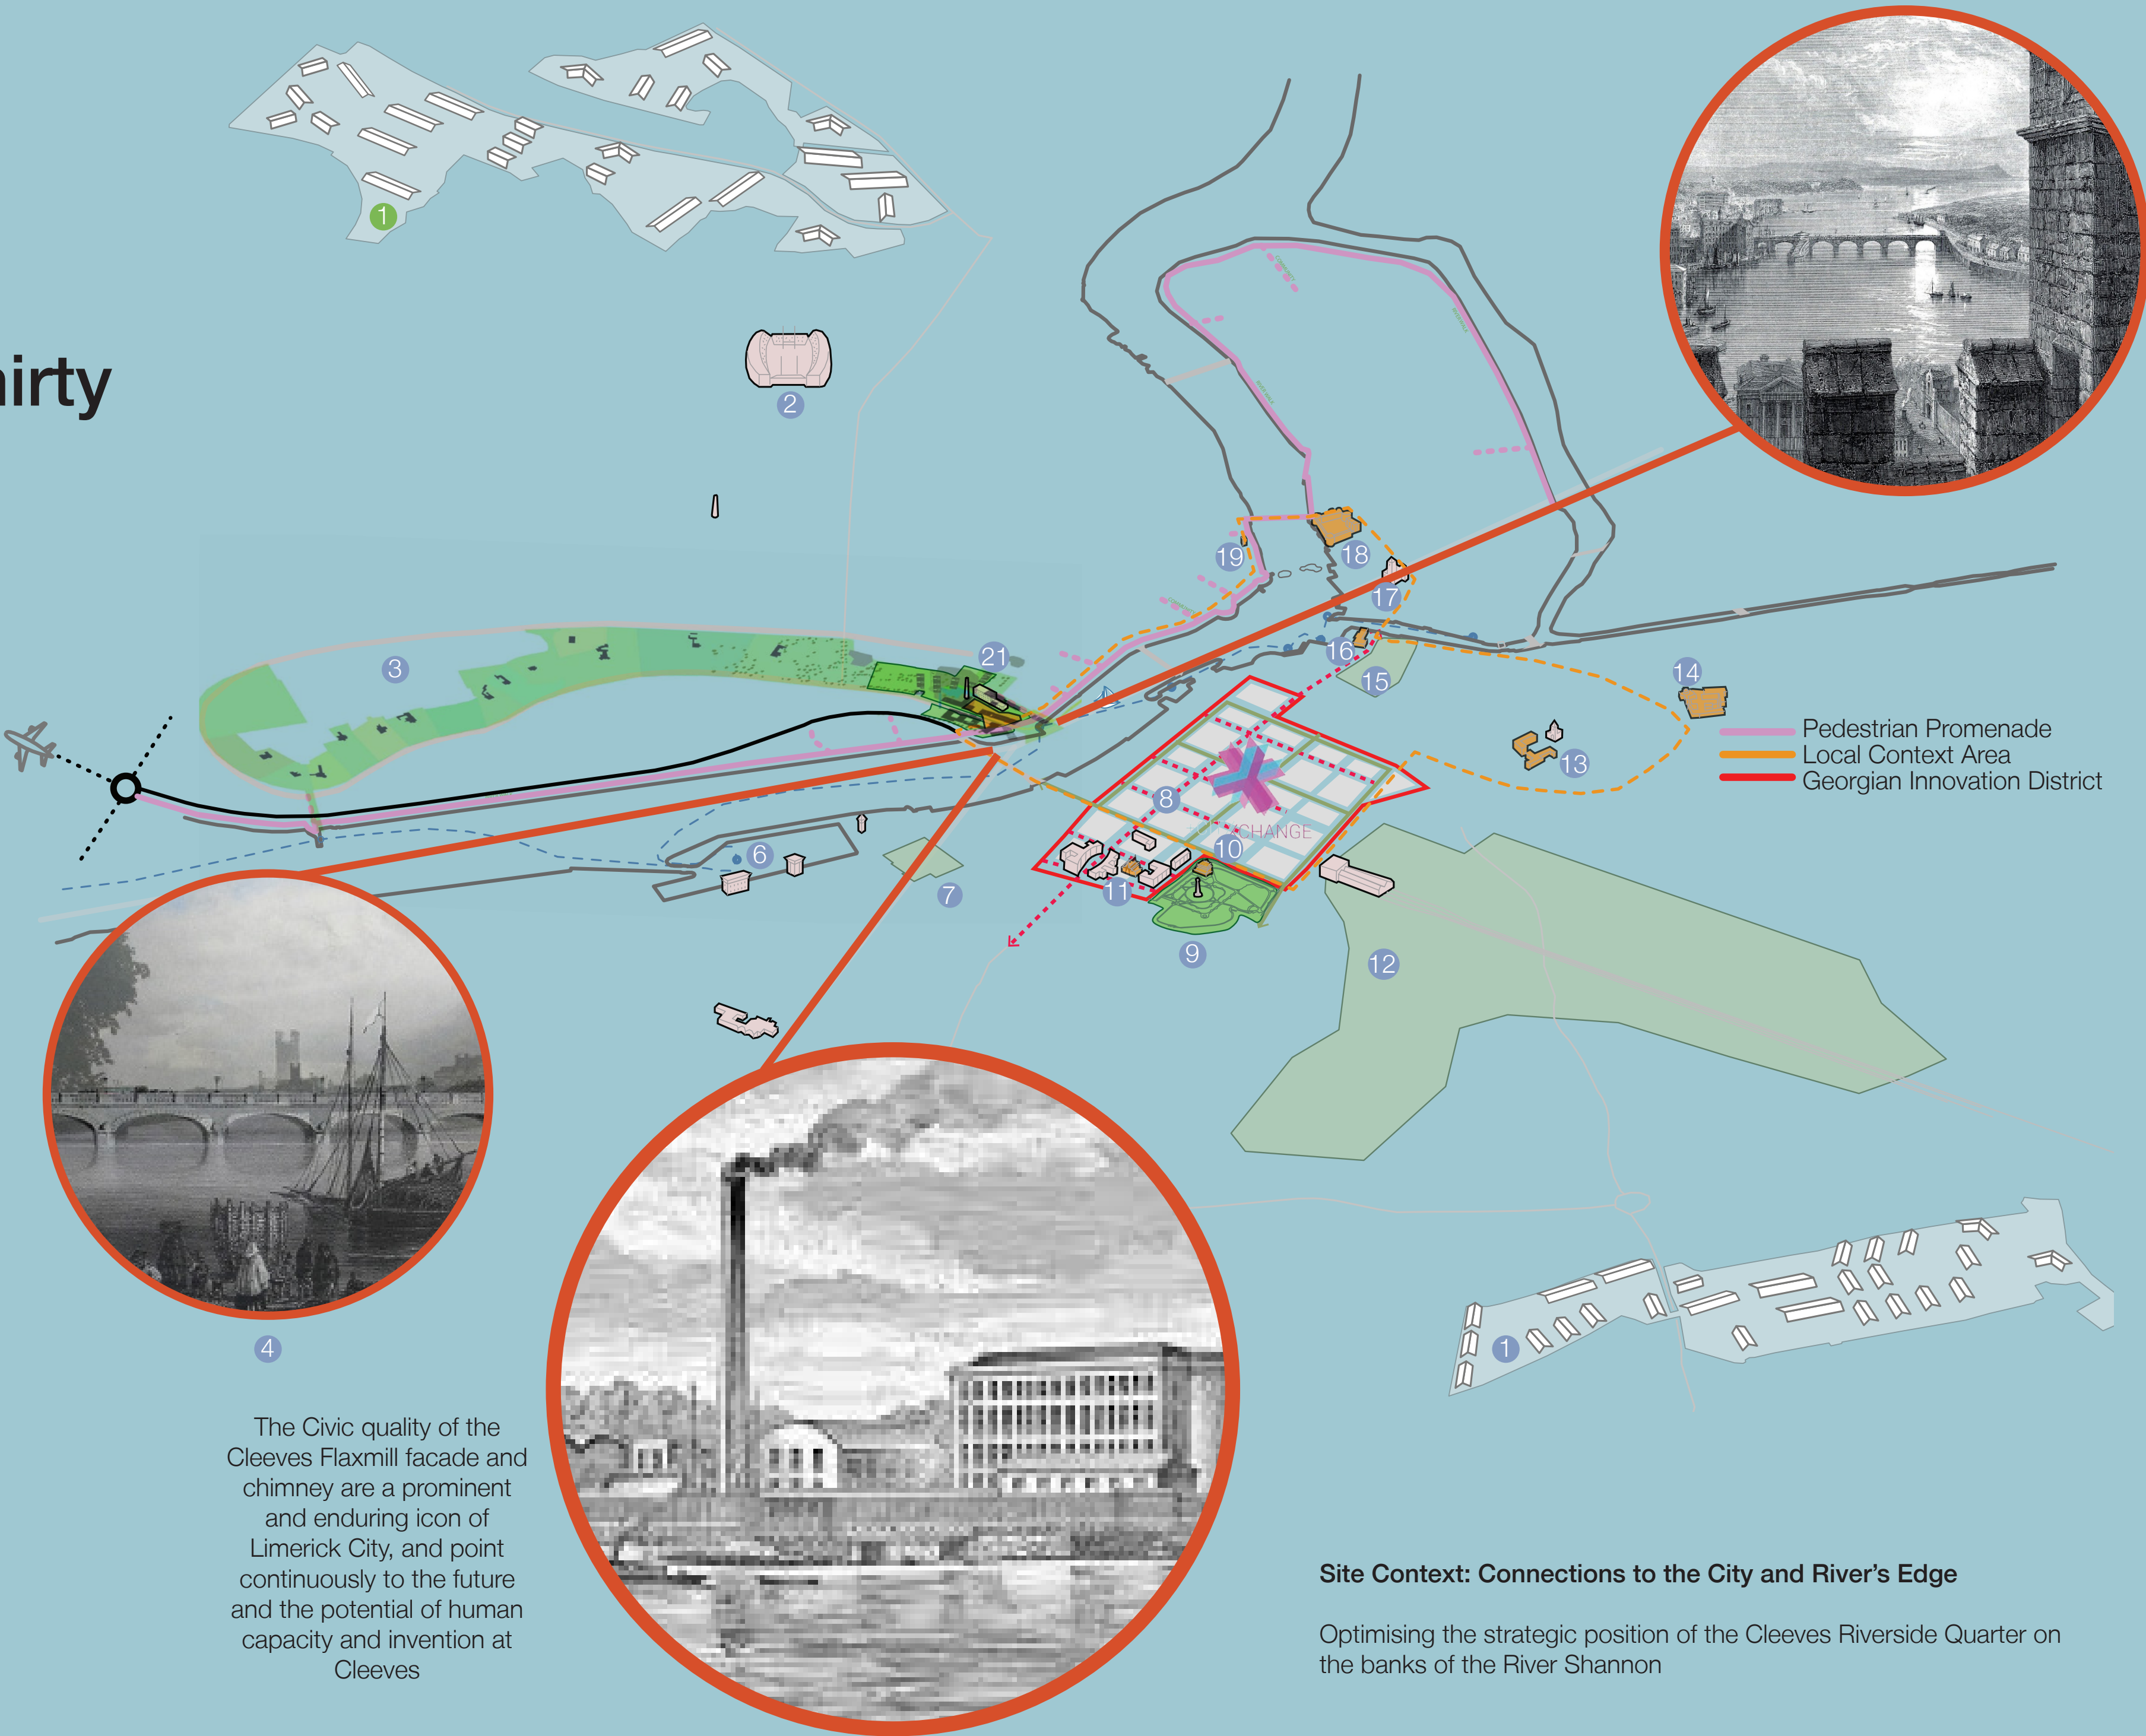 1
2
hirty
19
18
17
3
21
16
15
14
Pedestrian Promenade
Local Context Area
Georgian Innovation District
13
8
XCHANGE
6
10
7
11
9
12
4
1
The Civic quality of the
Cleeves Flaxmill facade and
chimney are a prominent
and enduring icon of
Limerick City, and point
continuously to the future
and the potential of human
capacity and invention at
Cleeves
Site Context: Connections to the City and River’s Edge
Optimising the strategic position of the Cleeves Riverside Quarter on
the banks of the River Shannon